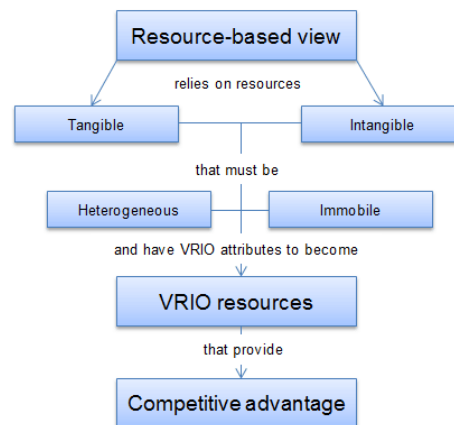 Resource-based view
relies on resources
Tangible
Intangible
that must be
Heterogeneous
Immobile
and have VRIO attributes to become
VRIO resources
that provide
Competitive advantage